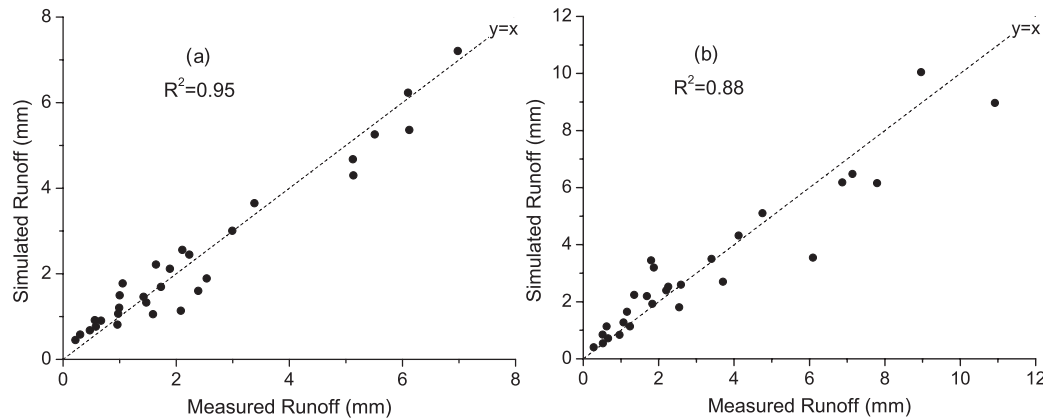 8
6
4
2
0
Simulated Runoff (mm)
(a)
R²=0.95
y=x
0 2 4 6 8
Measured Runoff (mm)
12
10
8
6
4
2
0
Simulated Runoff (mm)
(b)
R²=0.88
y=x
0 2 4 6 8 10 12
Measured Runoff (mm)